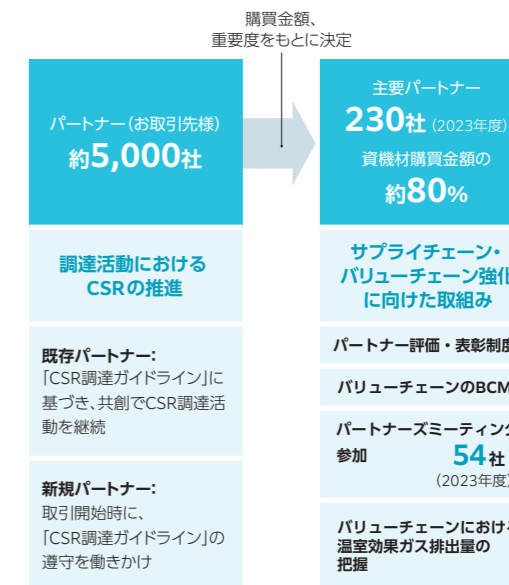 購買金額、
重要度をもとに決定
パートナー(お取引先様)
約5,000社
調達活動における
CSRの推進
既存パートナー:
「CSR調達ガイドライン」に
基づき、共創でCSR調達活
動を継続
新規パートナー:
取引開始時に、
「CSR調達ガイドライン」の
遵守を働きかけ
主要パートナー
230社(2023年度)
資機材購買金額の
約80%
サプライチェーン・
バリューチェーン強化
に向けた取組み
パートナー評価・表彰制度
バリューチェーンのBCM
パートナーズミーティング
参加 54社
(2023年度)
バリューチェーンにおける
温室効果ガス排出量の
把握